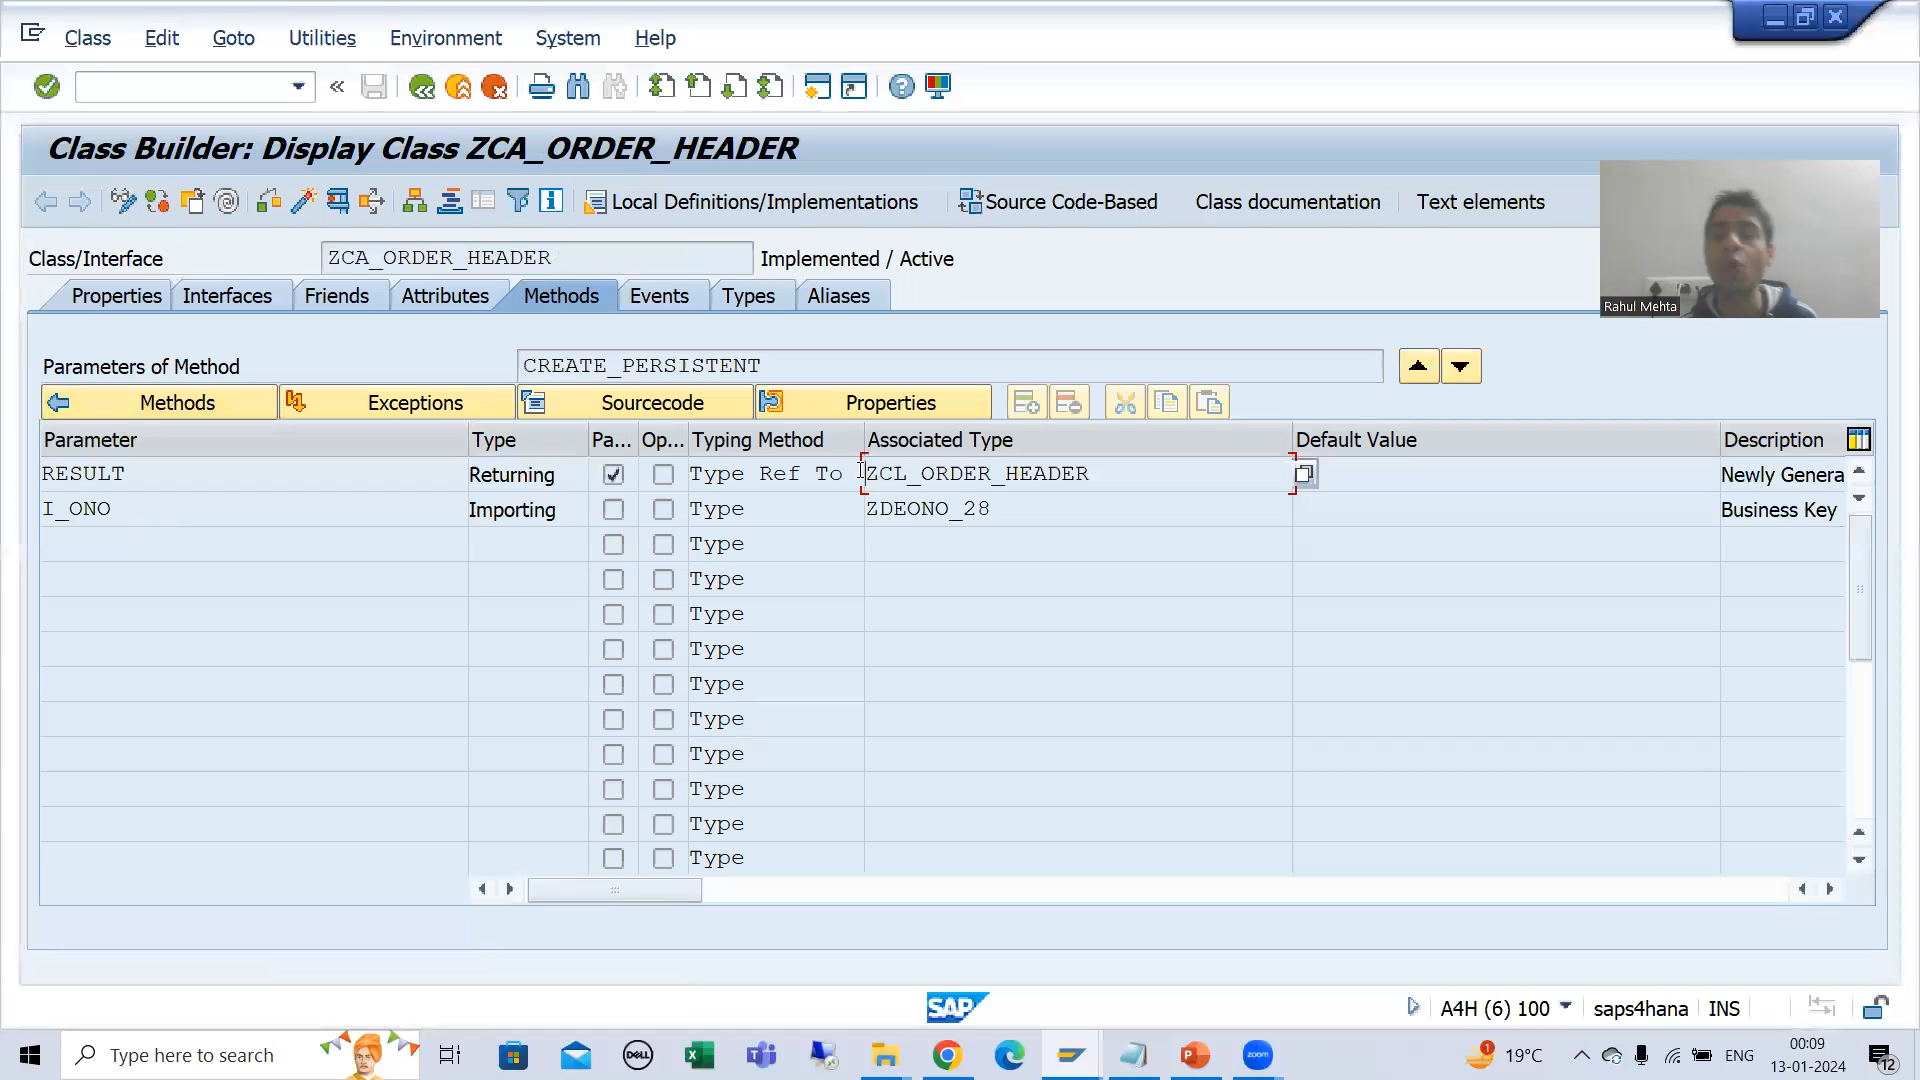 Class Edit Goto Utilities Environment System Help
Class Builder: Display Class ZCA_ORDER_HEADER
Local Definitions/Implementations Source Code-Based Class documentation Text elements
Class/Interface ZCA_ORDER_HEADER Implemented / Active
Properties Interfaces Friends Attributes Methods Events Types Aliases
Rahul Mehta
Parameters of Method CREATE_PERSISTENT
Methods Exceptions Sourcecode Properties
Parameter Type Pa... Op... Typing Method Associated Type Default Value Description
RESULT Returning Type Ref To ZCL_ORDER_HEADER Newly Genera
I_ONO Importing Type ZDEONO_28 Business Key
Type
Type
Type
Type
Type
Type
Type
Type
Type
Type
SAP A4H (6) 100 saps4hana INS
Type here to search DELL zoom 1 19°C ENG 00:09
13-01-2024 12